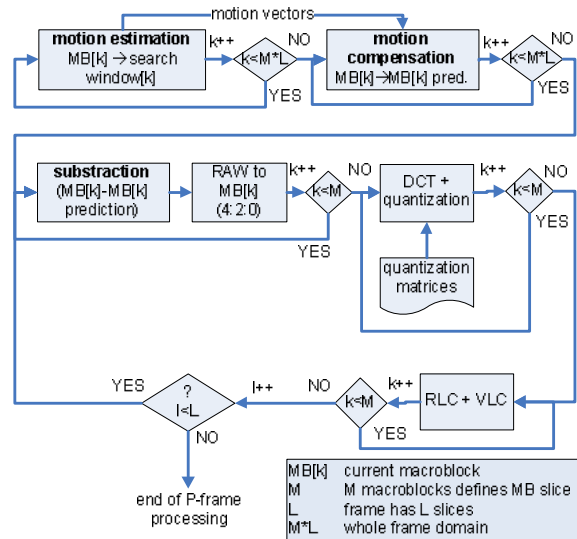 motion vectors
motion estimation
MB[k] →search
window[k]
k++
k<M*L
NO
YES
motion
compensation
MB[k]→MB[k] pred.
k++
k<M*L
NO
YES
substraction
(MB[k]-MB[k]
prediction)
RAW to
MB[k]
(4:2:0)
k++
k<M
NO
YES
DCT +
quantization
k++
k<M
NO
YES
quantization
matrices
YES
?
l<L
NO
l++
NO
k<M
YES
k++
RLC + VLC
end of P-frame
processing
MB[k] current macroblock
M M macroblocks defines MB slice
L frame has L slices
M*L whole frame domain